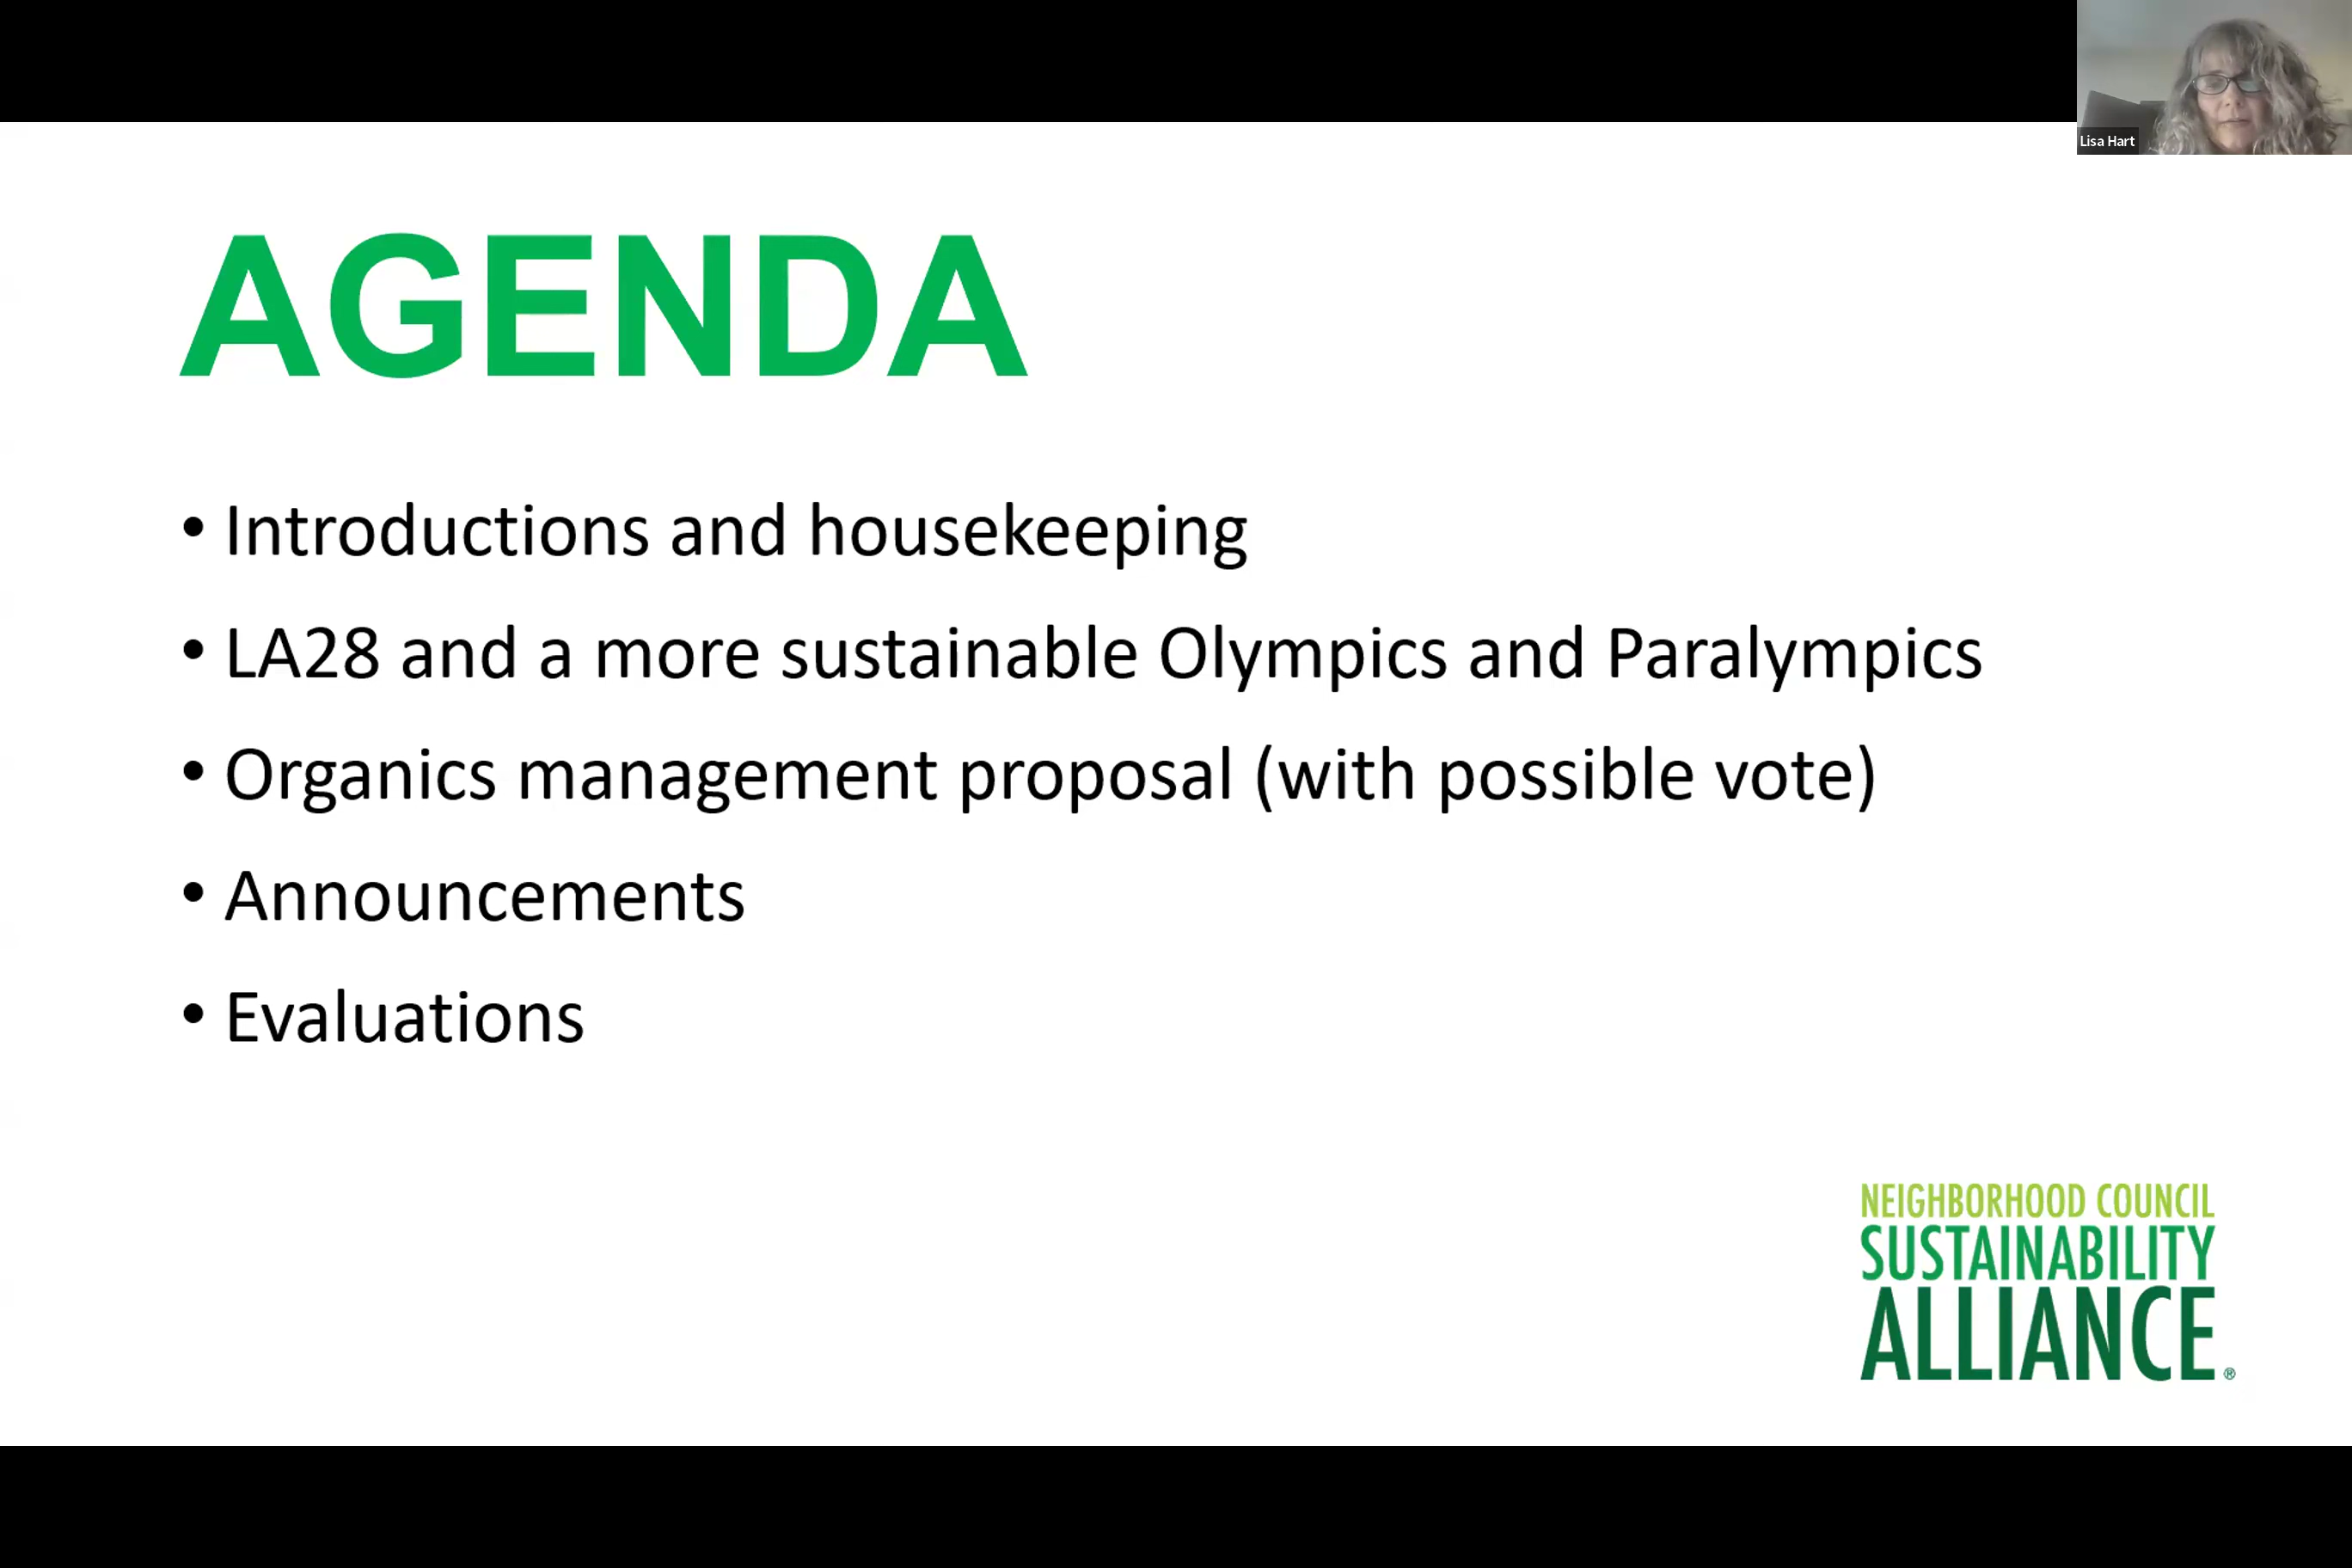 Lisa Hart
AGENDA
• Introductions and housekeeping
• LA28 and a more sustainable Olympics and Paralympics
• Organics management proposal (with possible vote)
• Announcements
• Evaluations
NEIGHBORHOOD COUNCIL
SUSTAINABILITY
ALLIANCE®